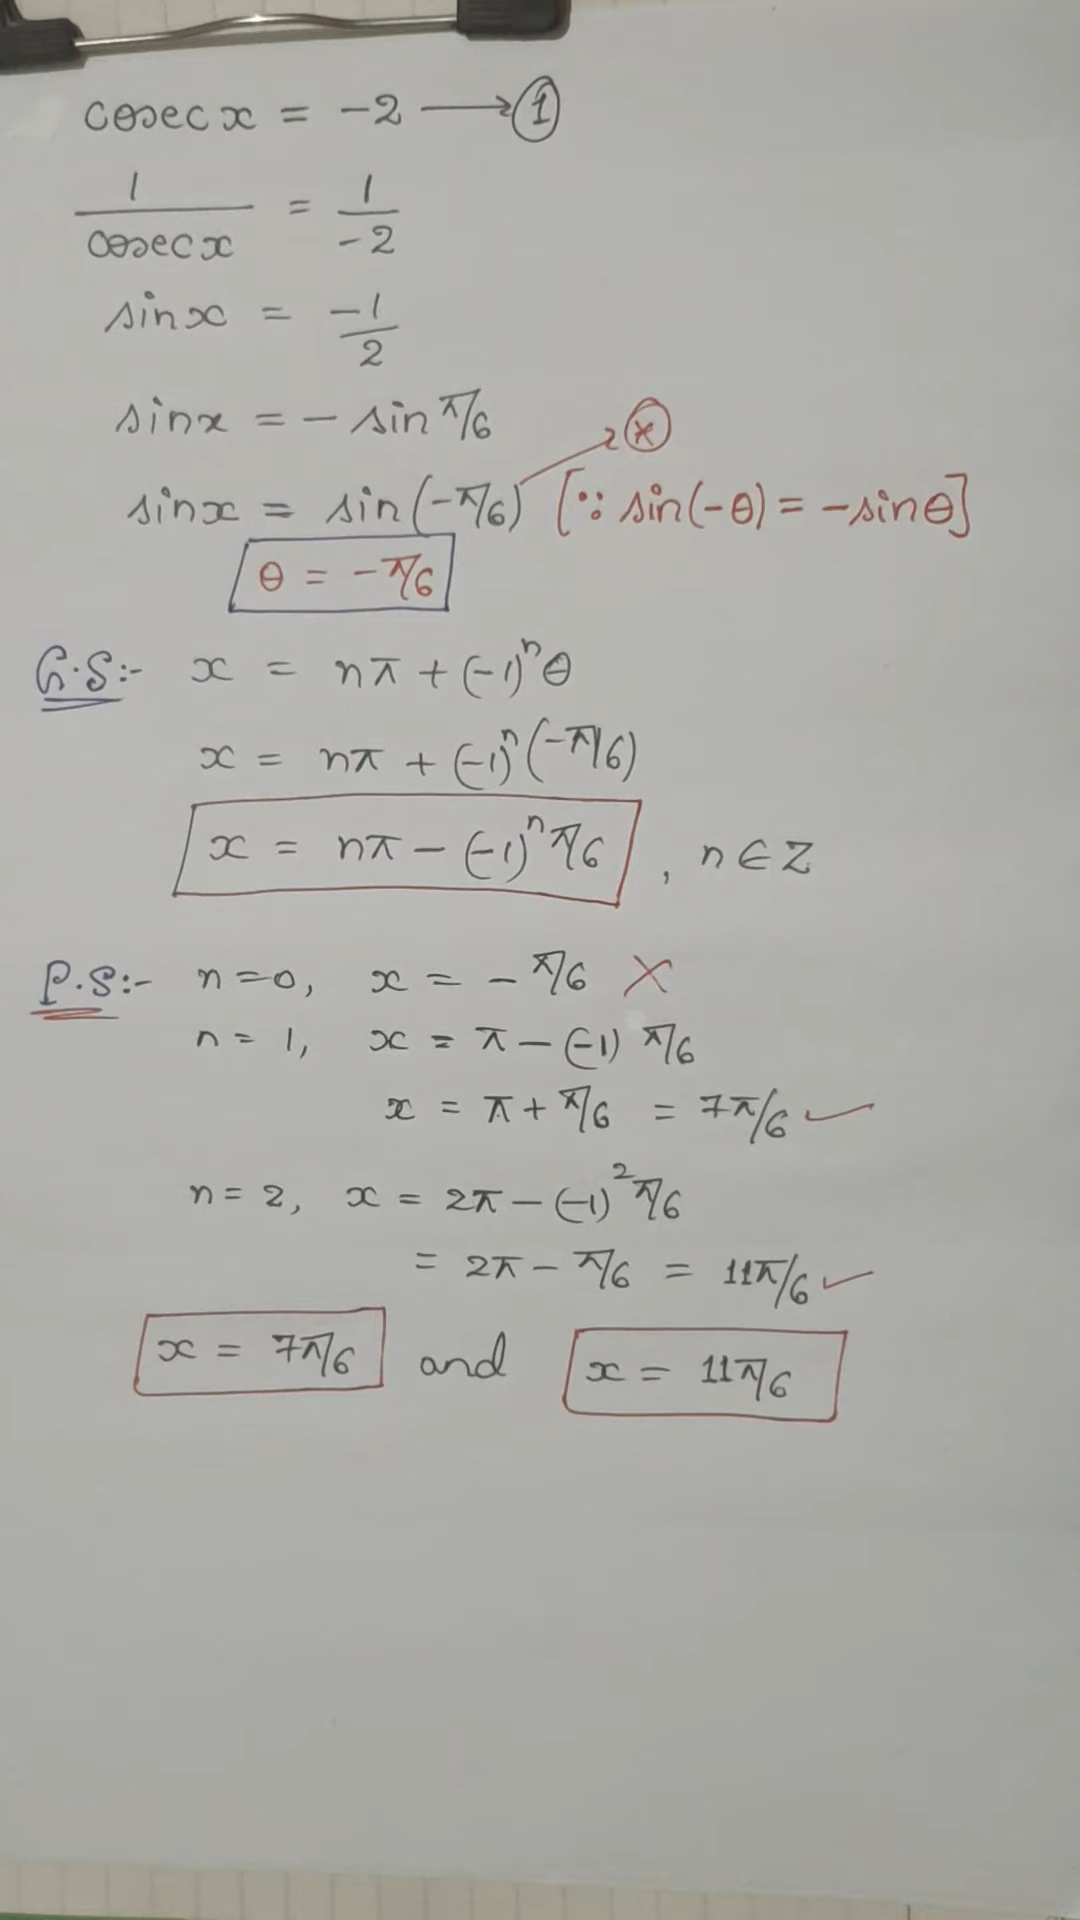 cosec x = -2 → ①
1/cosec x = 1/-2
sin x = -1/2
sin x = - sin π/6
sin x = sin(-π/6) → ⊛ [∵ sin(-θ) = -sinθ]
θ = -π/6
G.S:- x = nπ + (-1)ⁿθ
x = nπ + (-1)ⁿ(-π/6)
x = nπ - (-1)ⁿ π/6 , n ∈ Z
P.S:- n=0, x = - π/6 ✗
n = 1, x = π - (-1) π/6
x = π + π/6 = 7π/6 ✓
n = 2, x = 2π - (-1)² π/6
= 2π - π/6 = 11π/6 ✓
x = 7π/6 and x = 11π/6